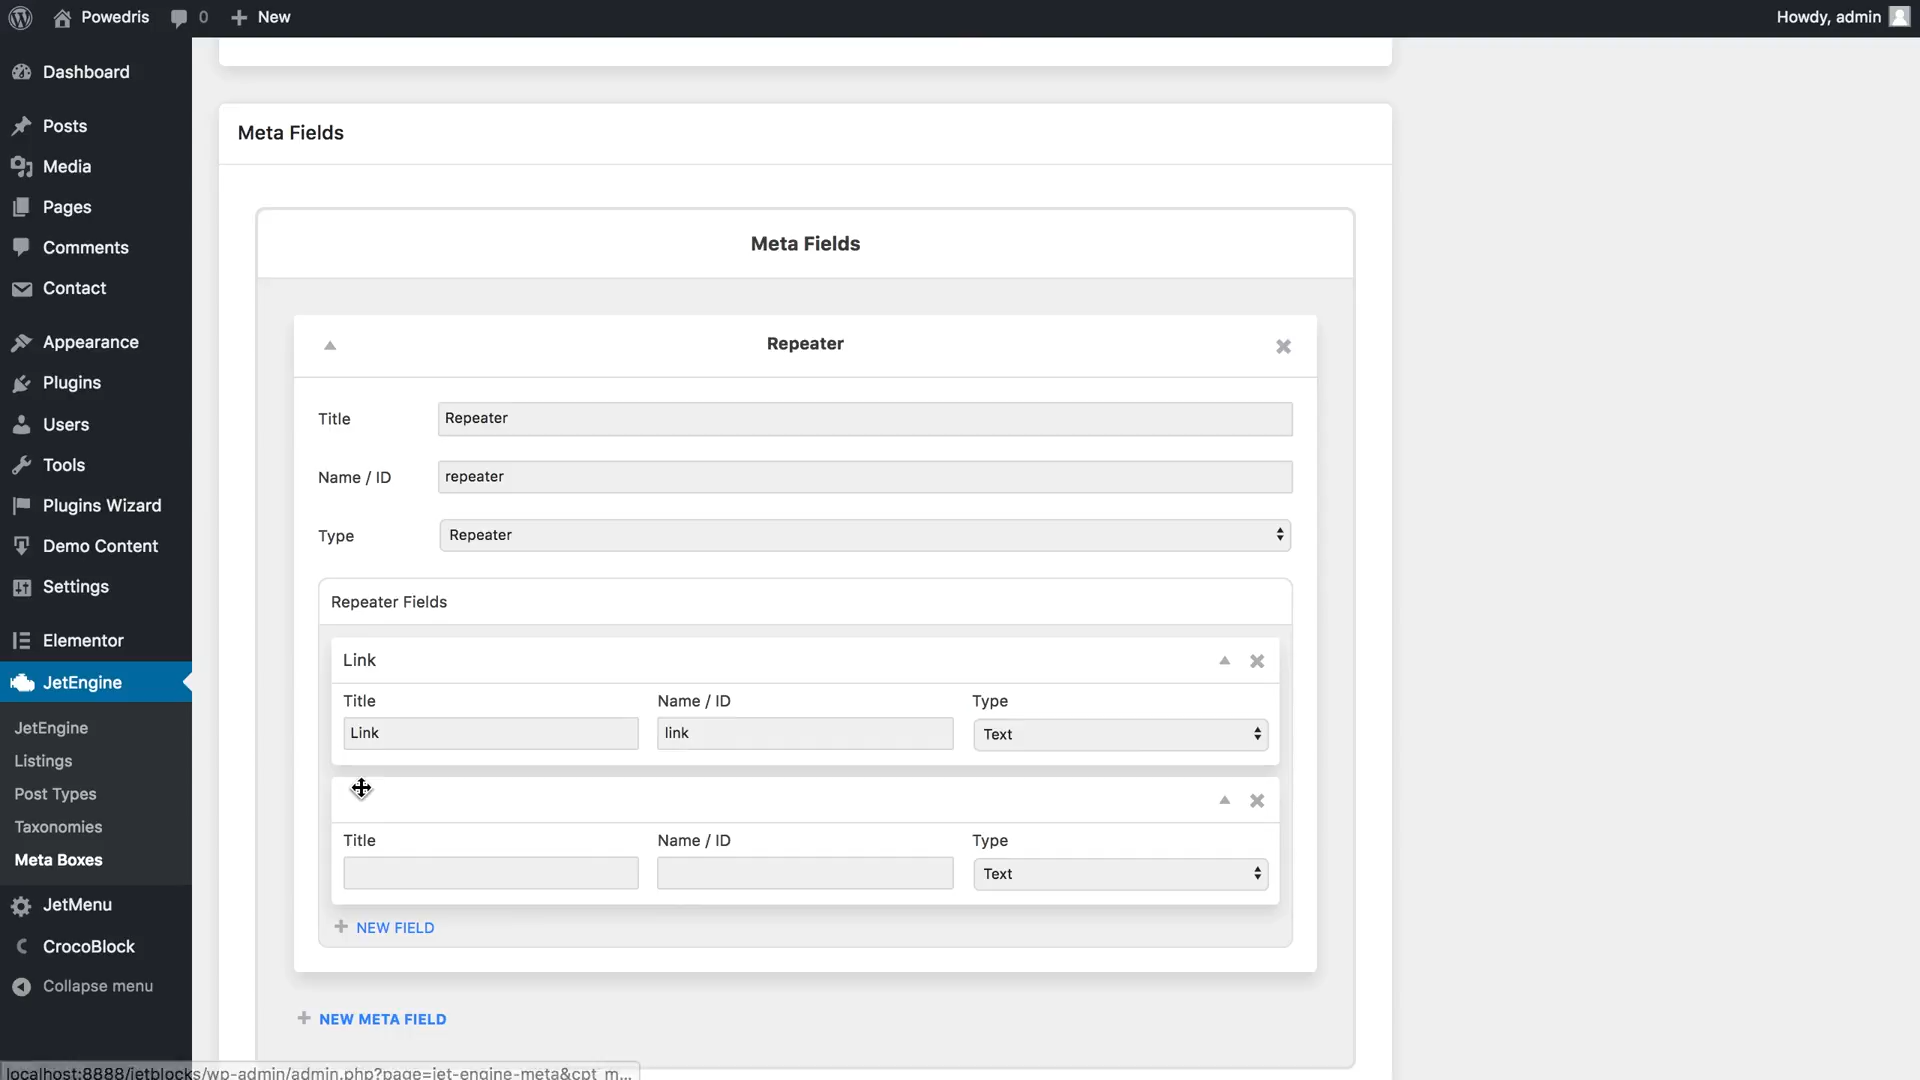 Powedris
0
New
Howdy, admin
Dashboard
Posts
Media
Pages
Comments
Contact
Appearance
Plugins
Users
Tools
Plugins Wizard
Demo Content
Settings
Elementor
JetEngine
JetEngine
Listings
Post Types
Taxonomies
Meta Boxes
JetMenu
CrocoBlock
Collapse menu
Meta Fields
Meta Fields
Repeater
Title
Repeater
Name / ID
repeater
Type
Repeater
Repeater Fields
Link
Title
Name / ID
Type
Link
link
Text
Title
Name / ID
Type
Text
NEW FIELD
NEW META FIELD
localhost:8888/jetblocks/wp-admin/admin.php?page=jet-engine-meta&cpt_m...